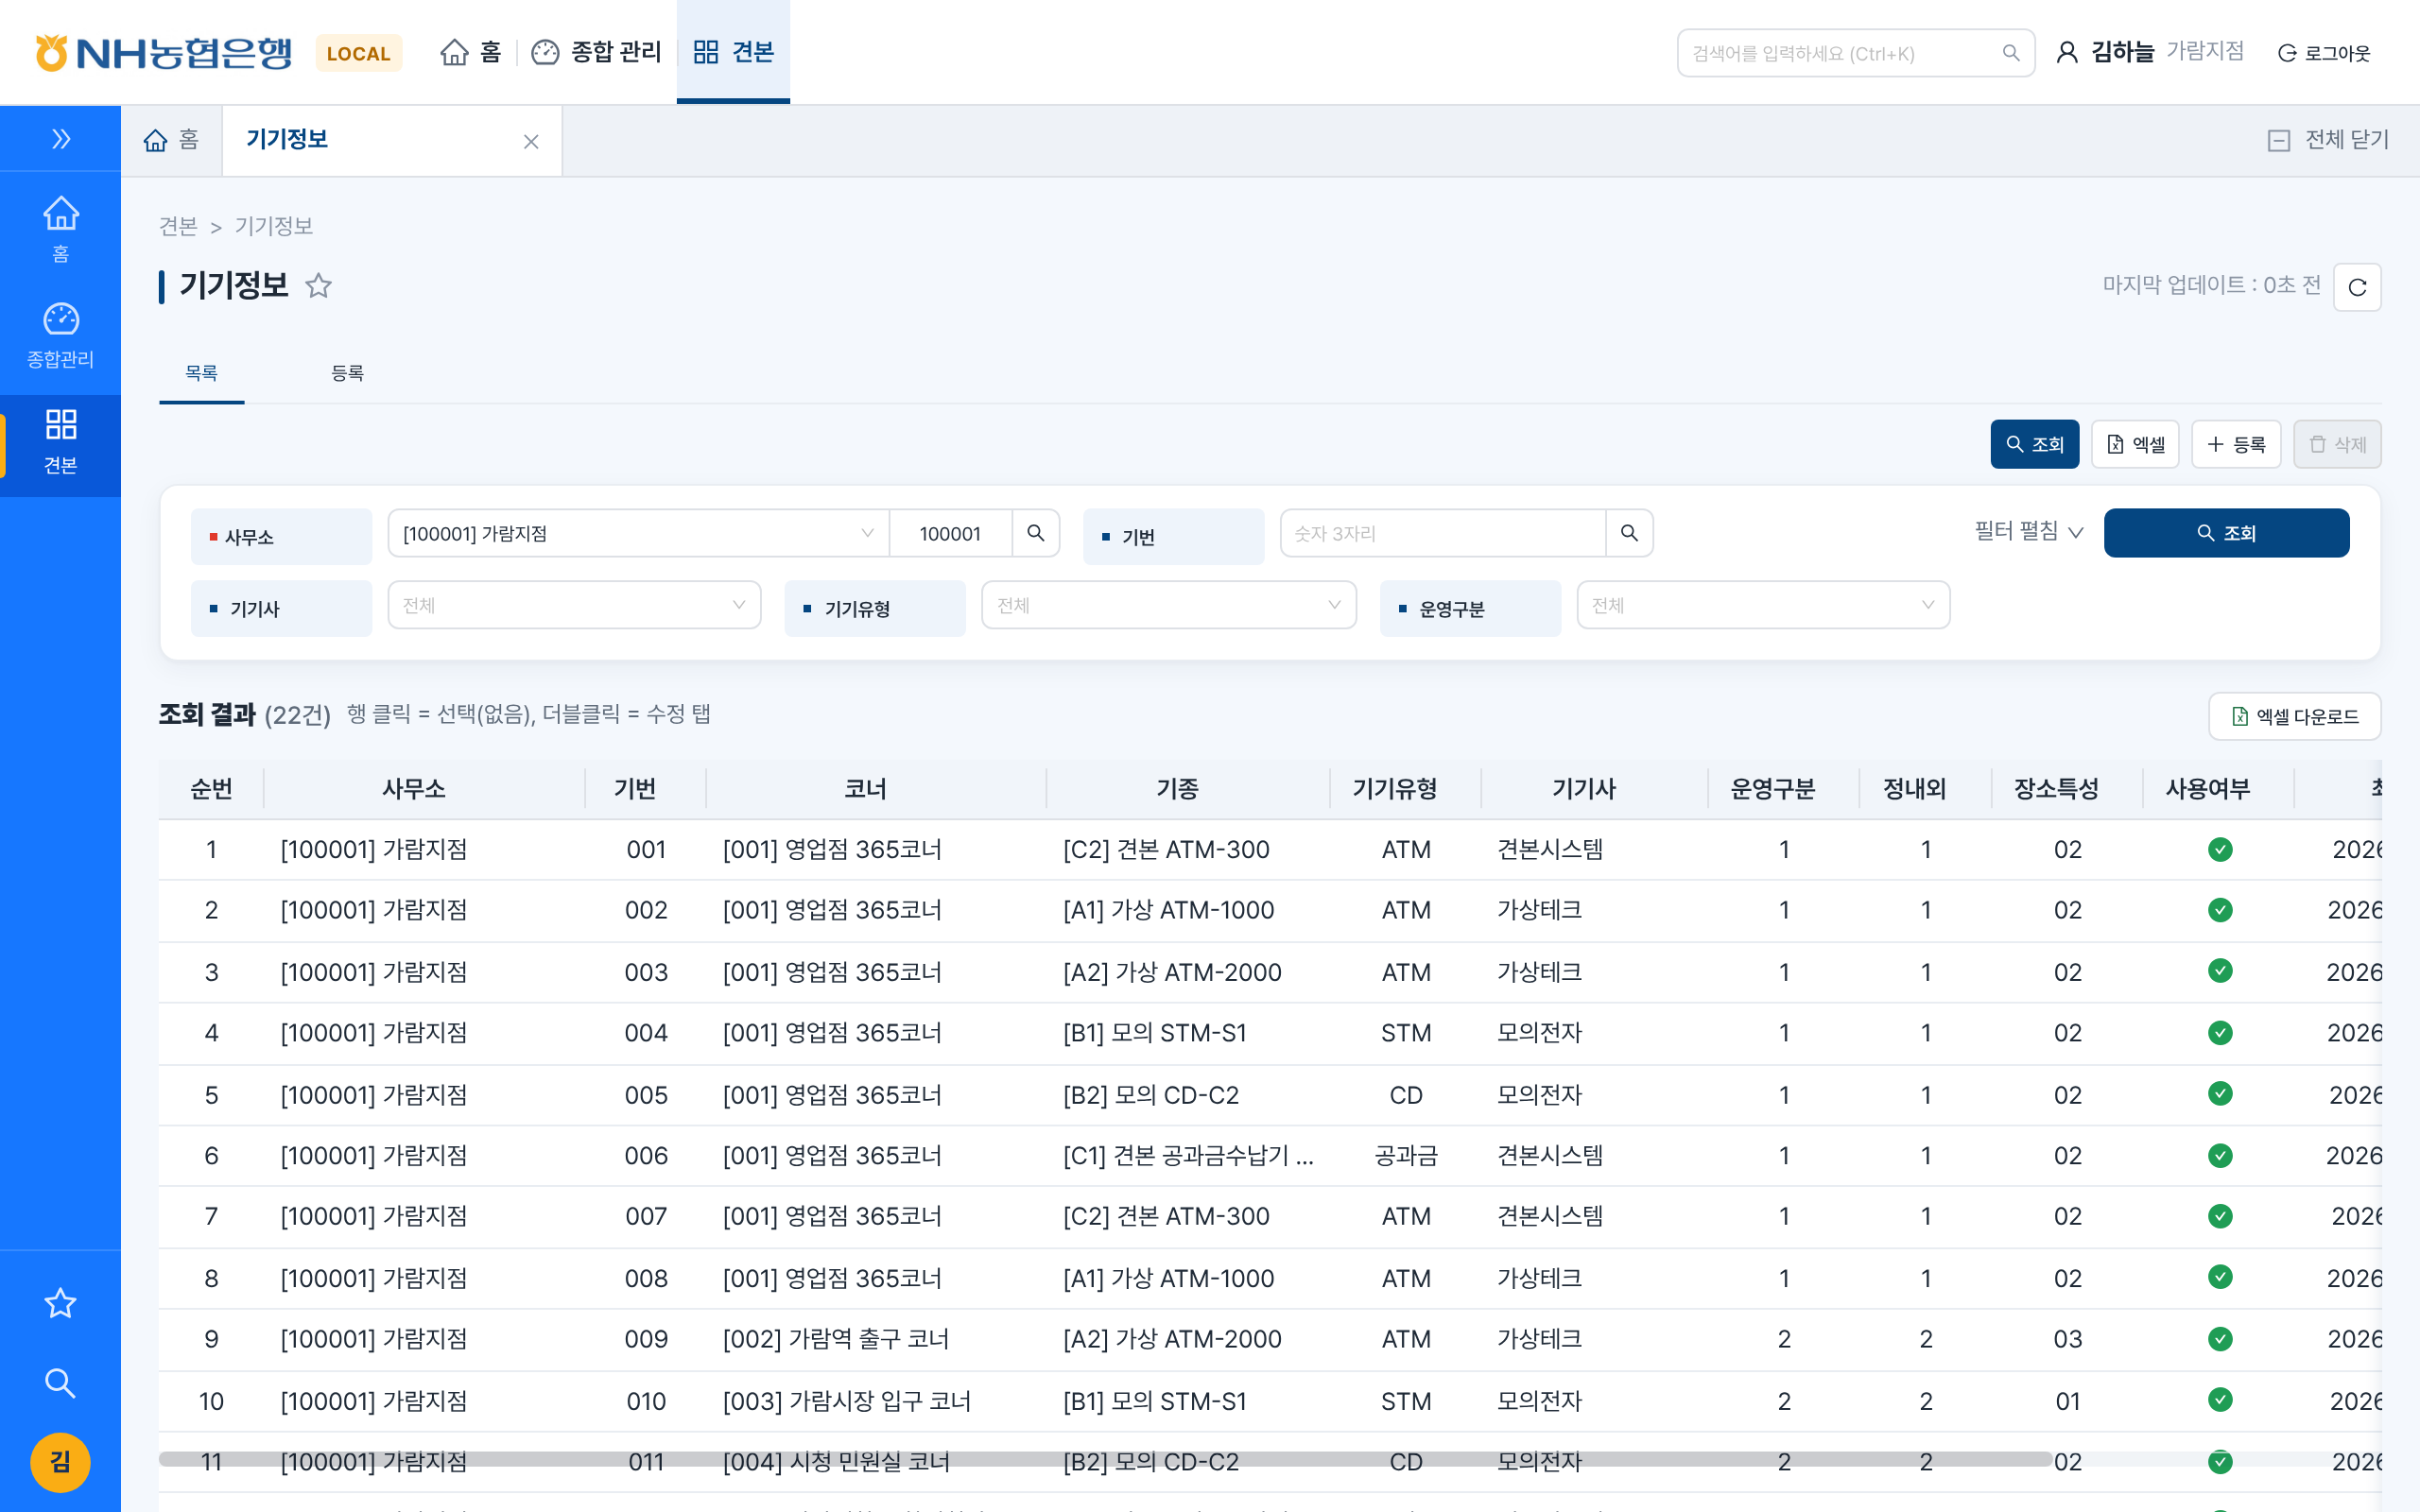 NH농협은행 LOCAL 홈 종합 관리 견본 검색어를 입력하세요 (Ctrl+K) 김하늘 가람지점 로그아웃
홈 기기정보 전체 닫기
홈
종합관리
견본
견본 > 기기정보
기기정보 마지막 업데이트 : 0초 전
목록 등록
조회 엑셀 등록 삭제
사무소 [100001] 가람지점 100001 기번 숫자 3자리 필터 펼침 조회
기기사 전체 기기유형 전체 운영구분 전체
조회 결과 (22건) 행 클릭 = 선택(없음), 더블클릭 = 수정 탭 엑셀 다운로드
순번 사무소 기번 코너 기종 기기유형 기기사 운영구분 정내외 장소특성 사용여부
1 [100001] 가람지점 001 [001] 영업점 365코너 [C2] 견본 ATM-300 ATM 견본시스템 1 1 02 2026
2 [100001] 가람지점 002 [001] 영업점 365코너 [A1] 가상 ATM-1000 ATM 가상테크 1 1 02 2026
3 [100001] 가람지점 003 [001] 영업점 365코너 [A2] 가상 ATM-2000 ATM 가상테크 1 1 02 2026
4 [100001] 가람지점 004 [001] 영업점 365코너 [B1] 모의 STM-S1 STM 모의전자 1 1 02 2026
5 [100001] 가람지점 005 [001] 영업점 365코너 [B2] 모의 CD-C2 CD 모의전자 1 1 02 2026
6 [100001] 가람지점 006 [001] 영업점 365코너 [C1] 견본 공과금수납기 ... 공과금 견본시스템 1 1 02 2026
7 [100001] 가람지점 007 [001] 영업점 365코너 [C2] 견본 ATM-300 ATM 견본시스템 1 1 02 2026
8 [100001] 가람지점 008 [001] 영업점 365코너 [A1] 가상 ATM-1000 ATM 가상테크 1 1 02 2026
9 [100001] 가람지점 009 [002] 가람역 출구 코너 [A2] 가상 ATM-2000 ATM 가상테크 2 2 03 2026
10 [100001] 가람지점 010 [003] 가람시장 입구 코너 [B1] 모의 STM-S1 STM 모의전자 2 2 01 2026
11 [100001] 가람지점 011 [004] 시청 민원실 코너 [B2] 모의 CD-C2 CD 모의전자 2 2 02 2026
김